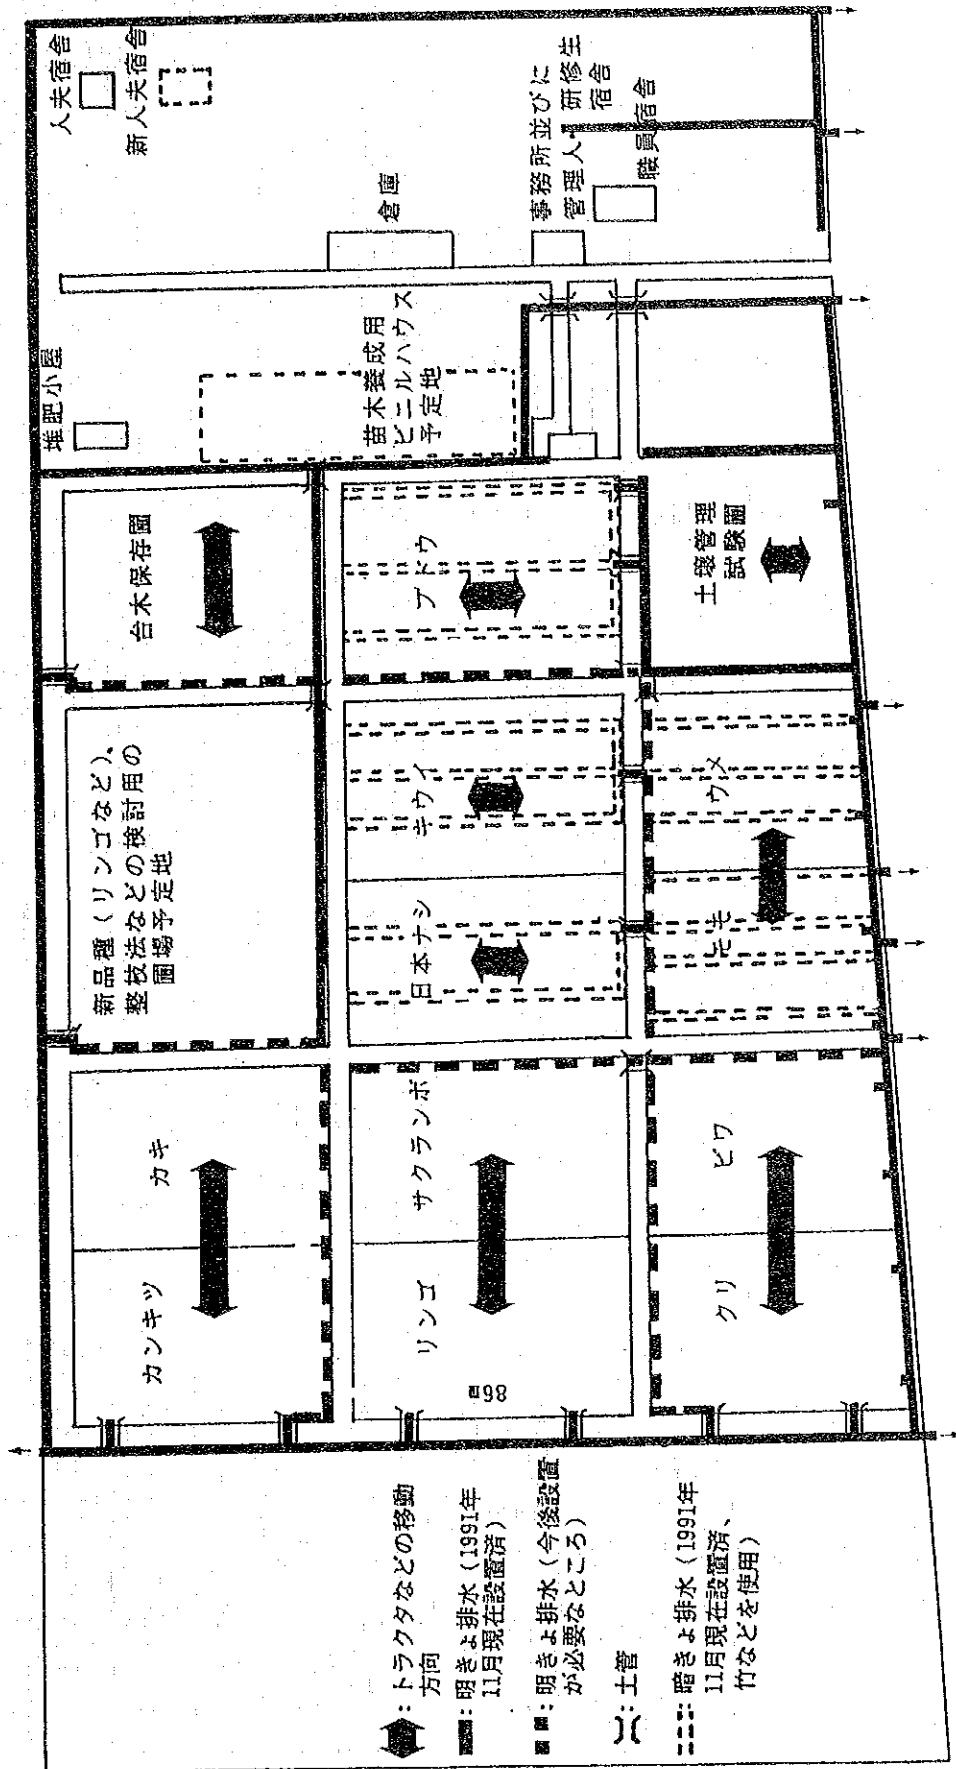 人夫宿舎
新人夫宿舎
堆肥小屋
倉庫
事務所並びに
管理人・研修生
宿舎
職員宿舎
苗木養成用
ビニルハウス
予定地
台木保存園
ブドウ
土壌管理
試験園
新品種(リンゴなど)、
整枝法などの検討用の
圃場予定地
キウイ
日本ナシ
ウメ
モモ
カキ
カンキツ
サクランボ
リンゴ
86m
ビワ
クリ
:トラクタなどの移動
方向
:明きょ排水(1991年
11月現在設置済)
:明きょ排水(今後設置
が必要なところ)
:土管
:暗きょ排水(1991年
11月現在設置済、
竹などを使用)